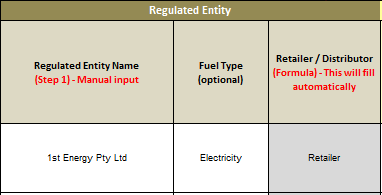 Regulated Entity
Regulated Entity Name
(Step 1) - Manual input
Fuel Type
(optional)
Retailer / Distributor
(Formula) - This will fill
automatically
1st Energy Pty Ltd
Electricity
Retailer